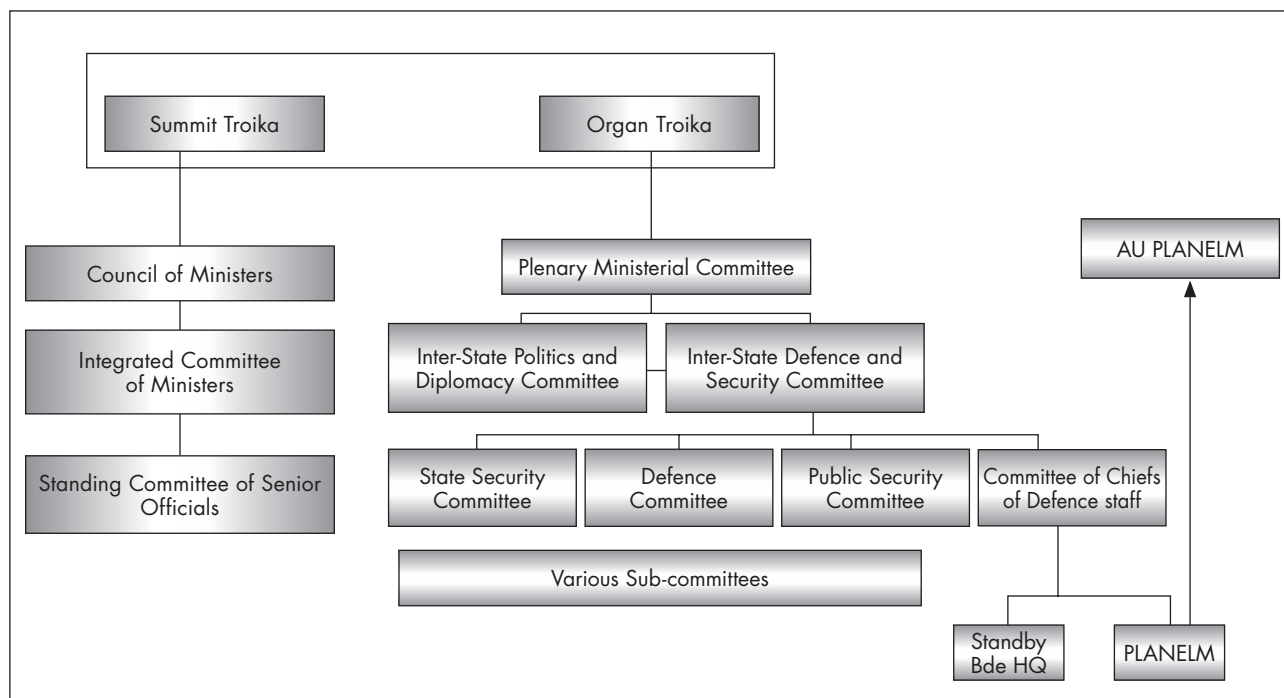 Summit Troika
Organ Troika
Council of Ministers
Plenary Ministerial Committee
AU PLANELM
Integrated Committee
of Ministers
Inter-State Politics and
Diplomacy Committee
Inter-State Defence and
Security Committee
Standing Committee of Senior
Officials
State Security
Committee
Defence
Committee
Public Security
Committee
Committee of Chiefs
of Defence staff
Various Sub-committees
Standby
Bde HQ
PLANELM